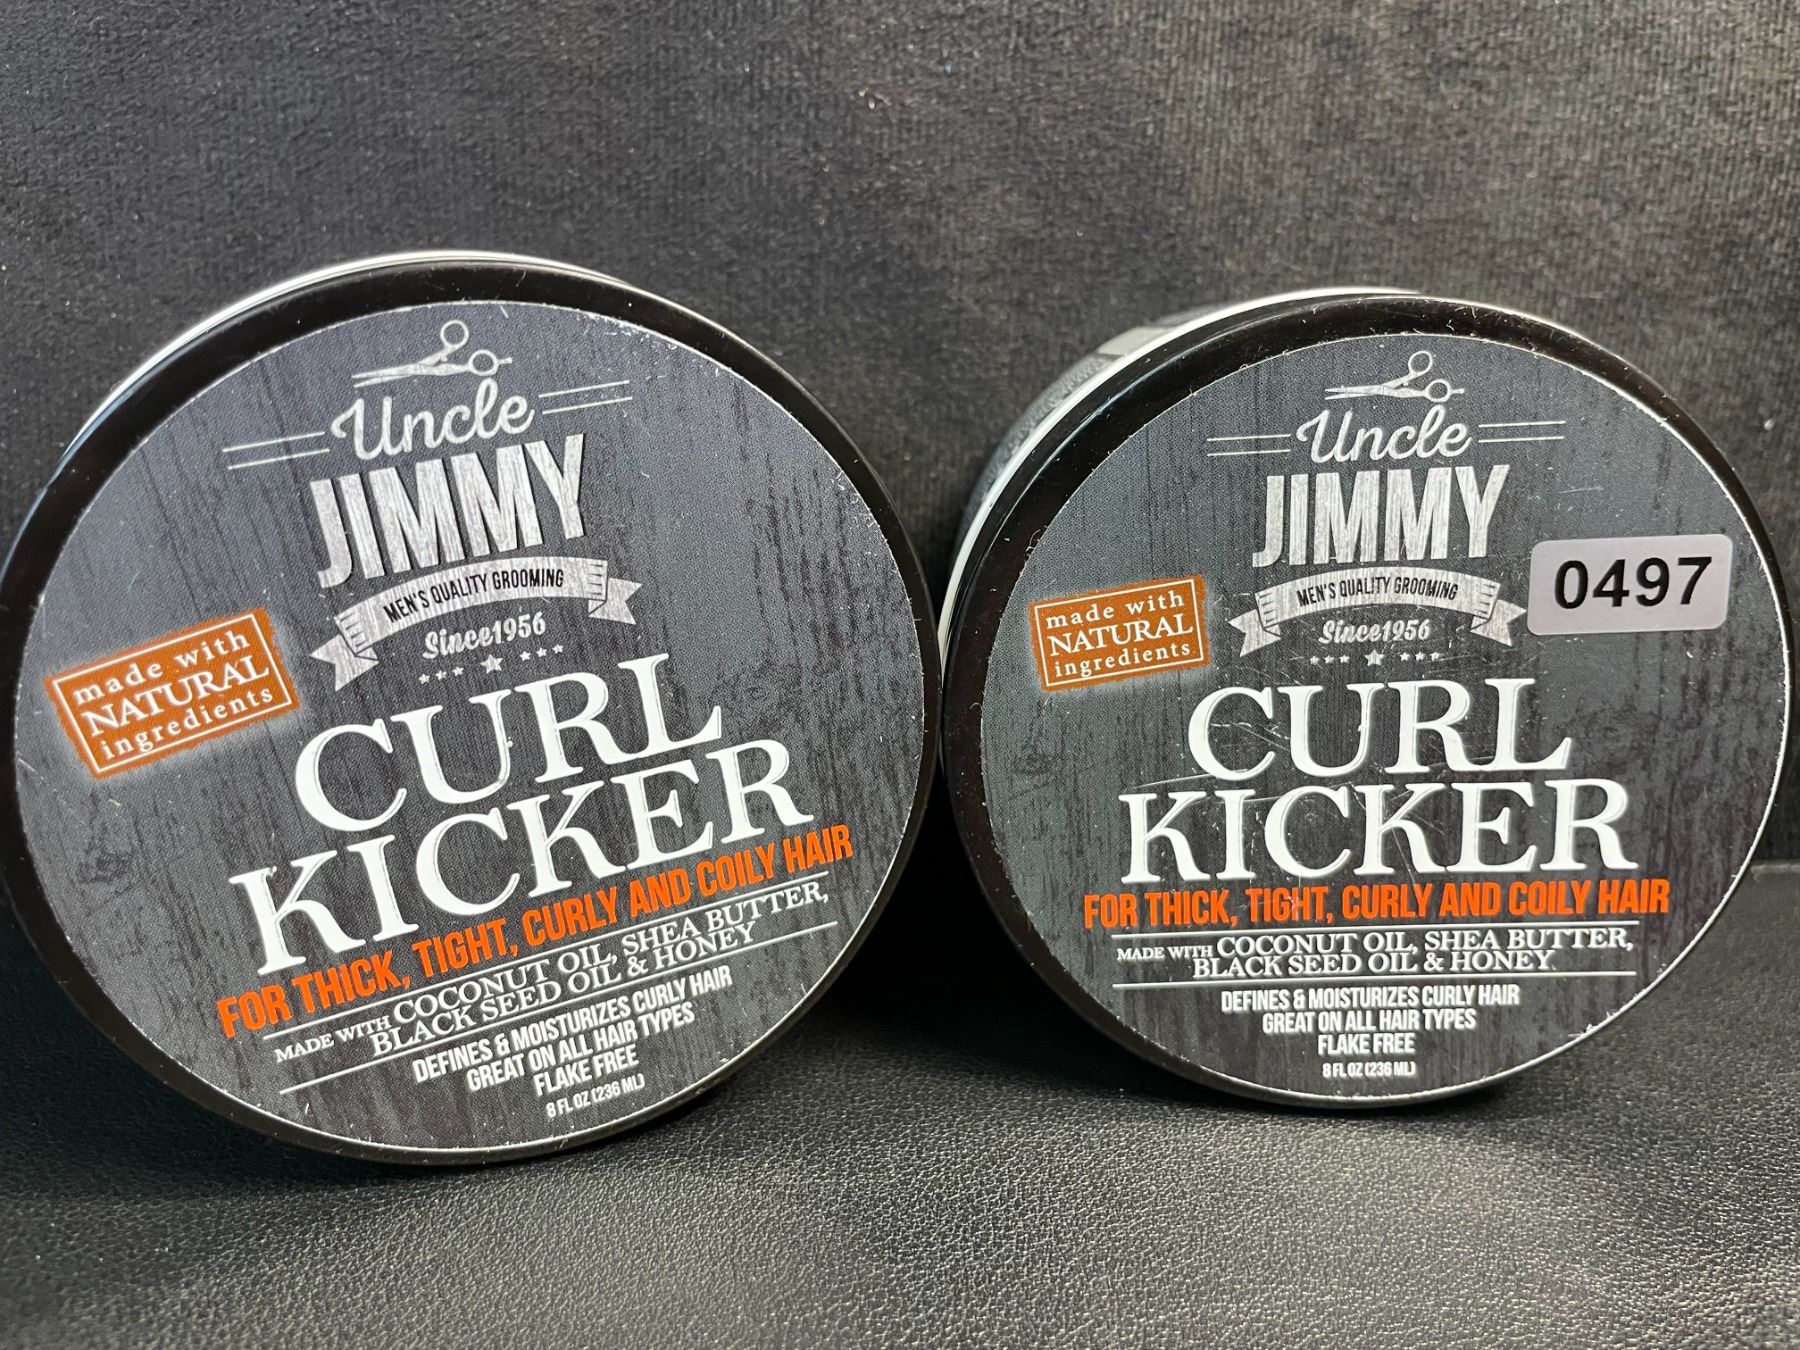 Uncle
JIMMY
MEN'S QUALITY GROOMING
Since 1956
made with
NATURAL
ingredients
CURL
KICKER
FOR THICK, TIGHT, CURLY AND COILY HAIR
MADE WITH COCONUT OIL, SHEA BUTTER,
BLACK SEED OIL & HONEY
DEFINES & MOISTURIZES CURLY HAIR
GREAT ON ALL HAIR TYPES
FLAKE FREE
8 FL OZ (236 ML)
Uncle
JIMMY
MEN'S QUALITY GROOMING
Since 1956
0497
made with
NATURAL
ingredients
CURL
KICKER
FOR THICK, TIGHT, CURLY AND COILY HAIR
MADE WITH COCONUT OIL, SHEA BUTTER,
BLACK SEED OIL & HONEY
DEFINES & MOISTURIZES CURLY HAIR
GREAT ON ALL HAIR TYPES
FLAKE FREE
8 FL OZ (236 ML)